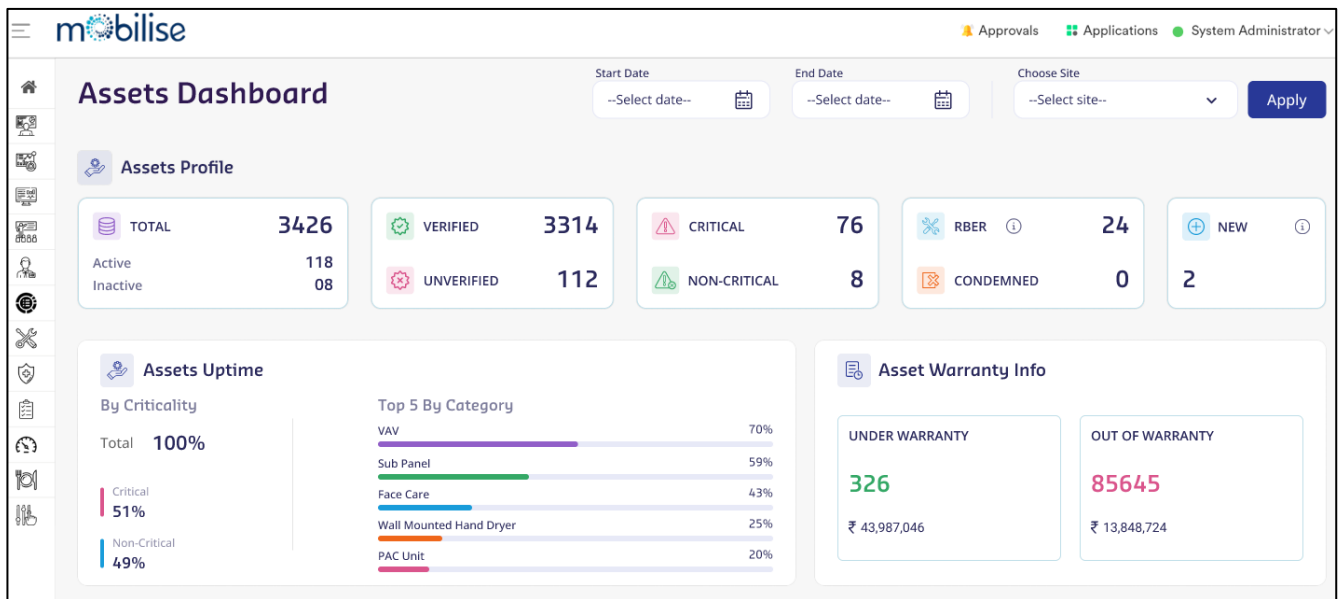 mobilise
Approvals
Applications
System Administrator
Assets Dashboard
Start Date
--Select date--
End Date
--Select date--
Choose Site
--Select site--
Apply
Assets Profile
TOTAL 3426
Active 118
Inactive 08
VERIFIED 3314
UNVERIFIED 112
CRITICAL 76
NON-CRITICAL 8
RBER 24
CONDEMNED 0
NEW
2
Assets Uptime
By Criticality
Total 100%
Critical
51%
Non-Critical
49%
Top 5 By Category
VAV 70%
Sub Panel 59%
Face Care 43%
Wall Mounted Hand Dryer 25%
PAC Unit 20%
Asset Warranty Info
UNDER WARRANTY
326
₹ 43,987,046
OUT OF WARRANTY
85645
₹ 13,848,724